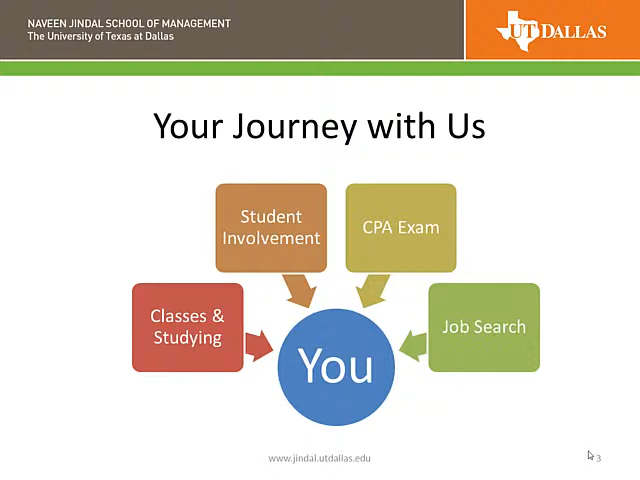 NAVEEN JINDAL SCHOOL OF MANAGEMENT
The University of Texas at Dallas
UT DALLAS
Your Journey with Us
Student
Involvement
CPA Exam
Classes &
Studying
Job Search
You
www.jindal.utdallas.edu
3